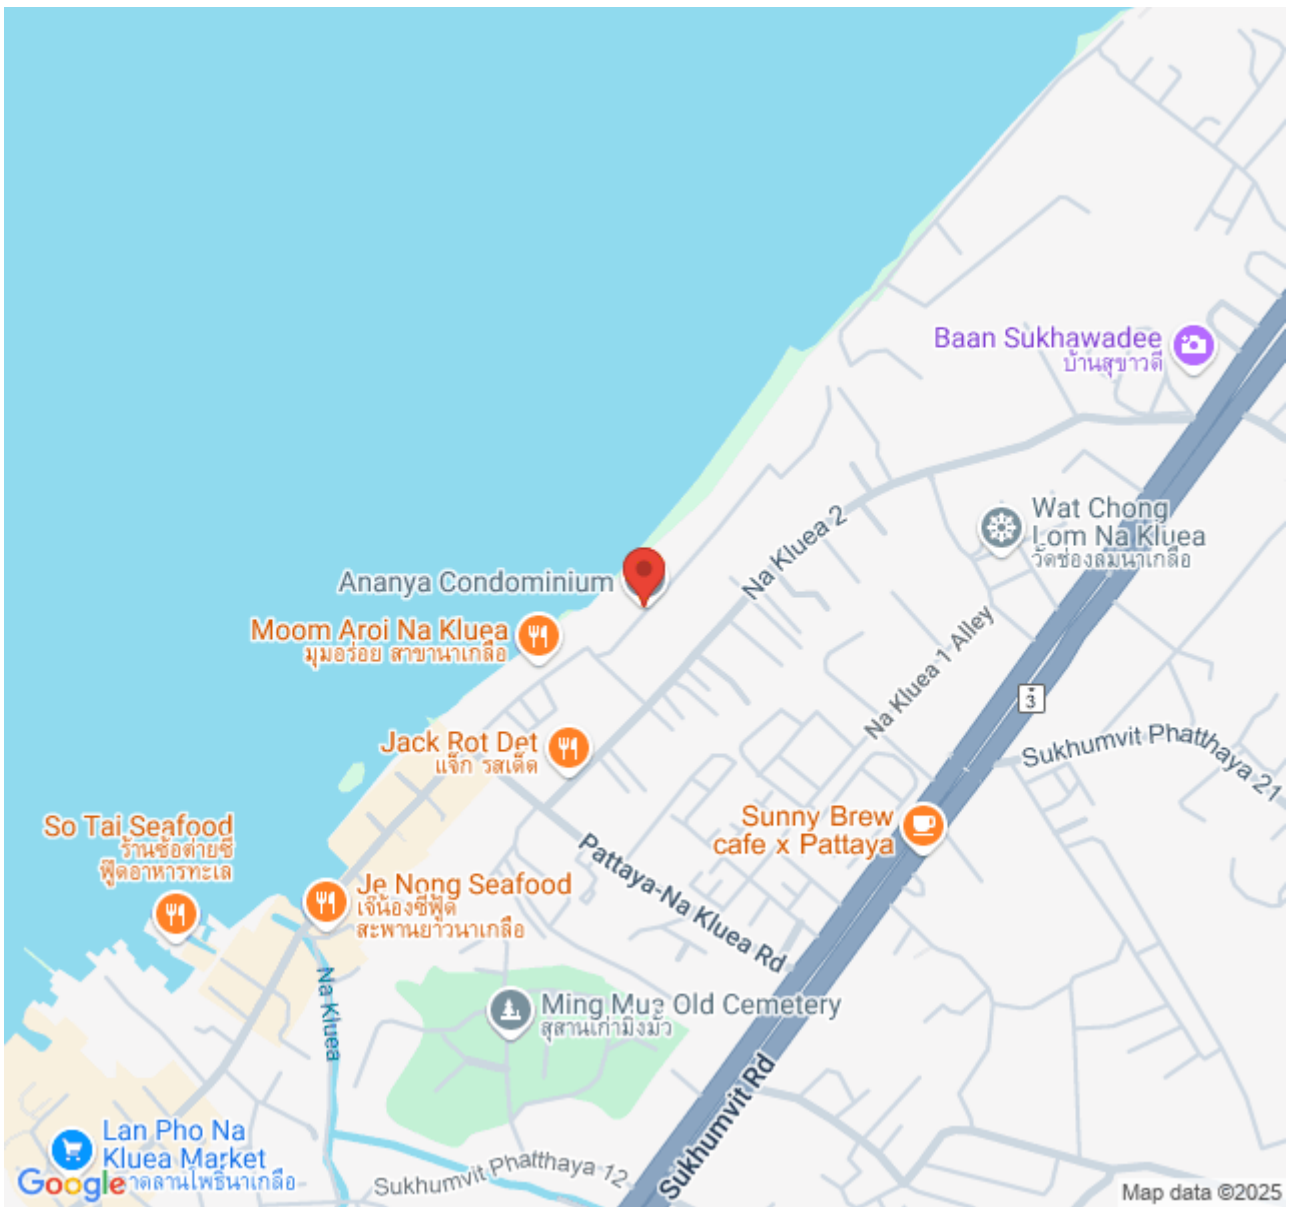 Baan Sukhawadee
บ้านสุขาวดี
Wat Chong
Lom Na Kluea
วัดช่องลมนาเกลือ
Na Kluea 2
Ananya Condominium
Moom Aroi Na Kluea
มุมอร่อย สาขานาเกลือ
Na Kluea 1 Alley
3
Jack Rot Det
แจ็ก รสเด็ด
Sukhumvit Phatthaya 21
So Tai Seafood
ร้านซ้อต่ายซี
ฟู๊ดอาหารทะเล
Sunny Brew
cafe x Pattaya
Pattaya-Na Kluea Rd
Je Nong Seafood
เจ๊น้องซีฟู้ด
สะพานยาวนาเกลือ
Na Kluea
Ming Mua Old Cemetery
สุสานเก่ามิ่งมั่ว
Sukhumvit Rd
Lan Pho Na
Kluea Market
าดลานโพธิ์นาเกลือ
Sukhumvit Phatthaya 12
Google
Map data ©2025